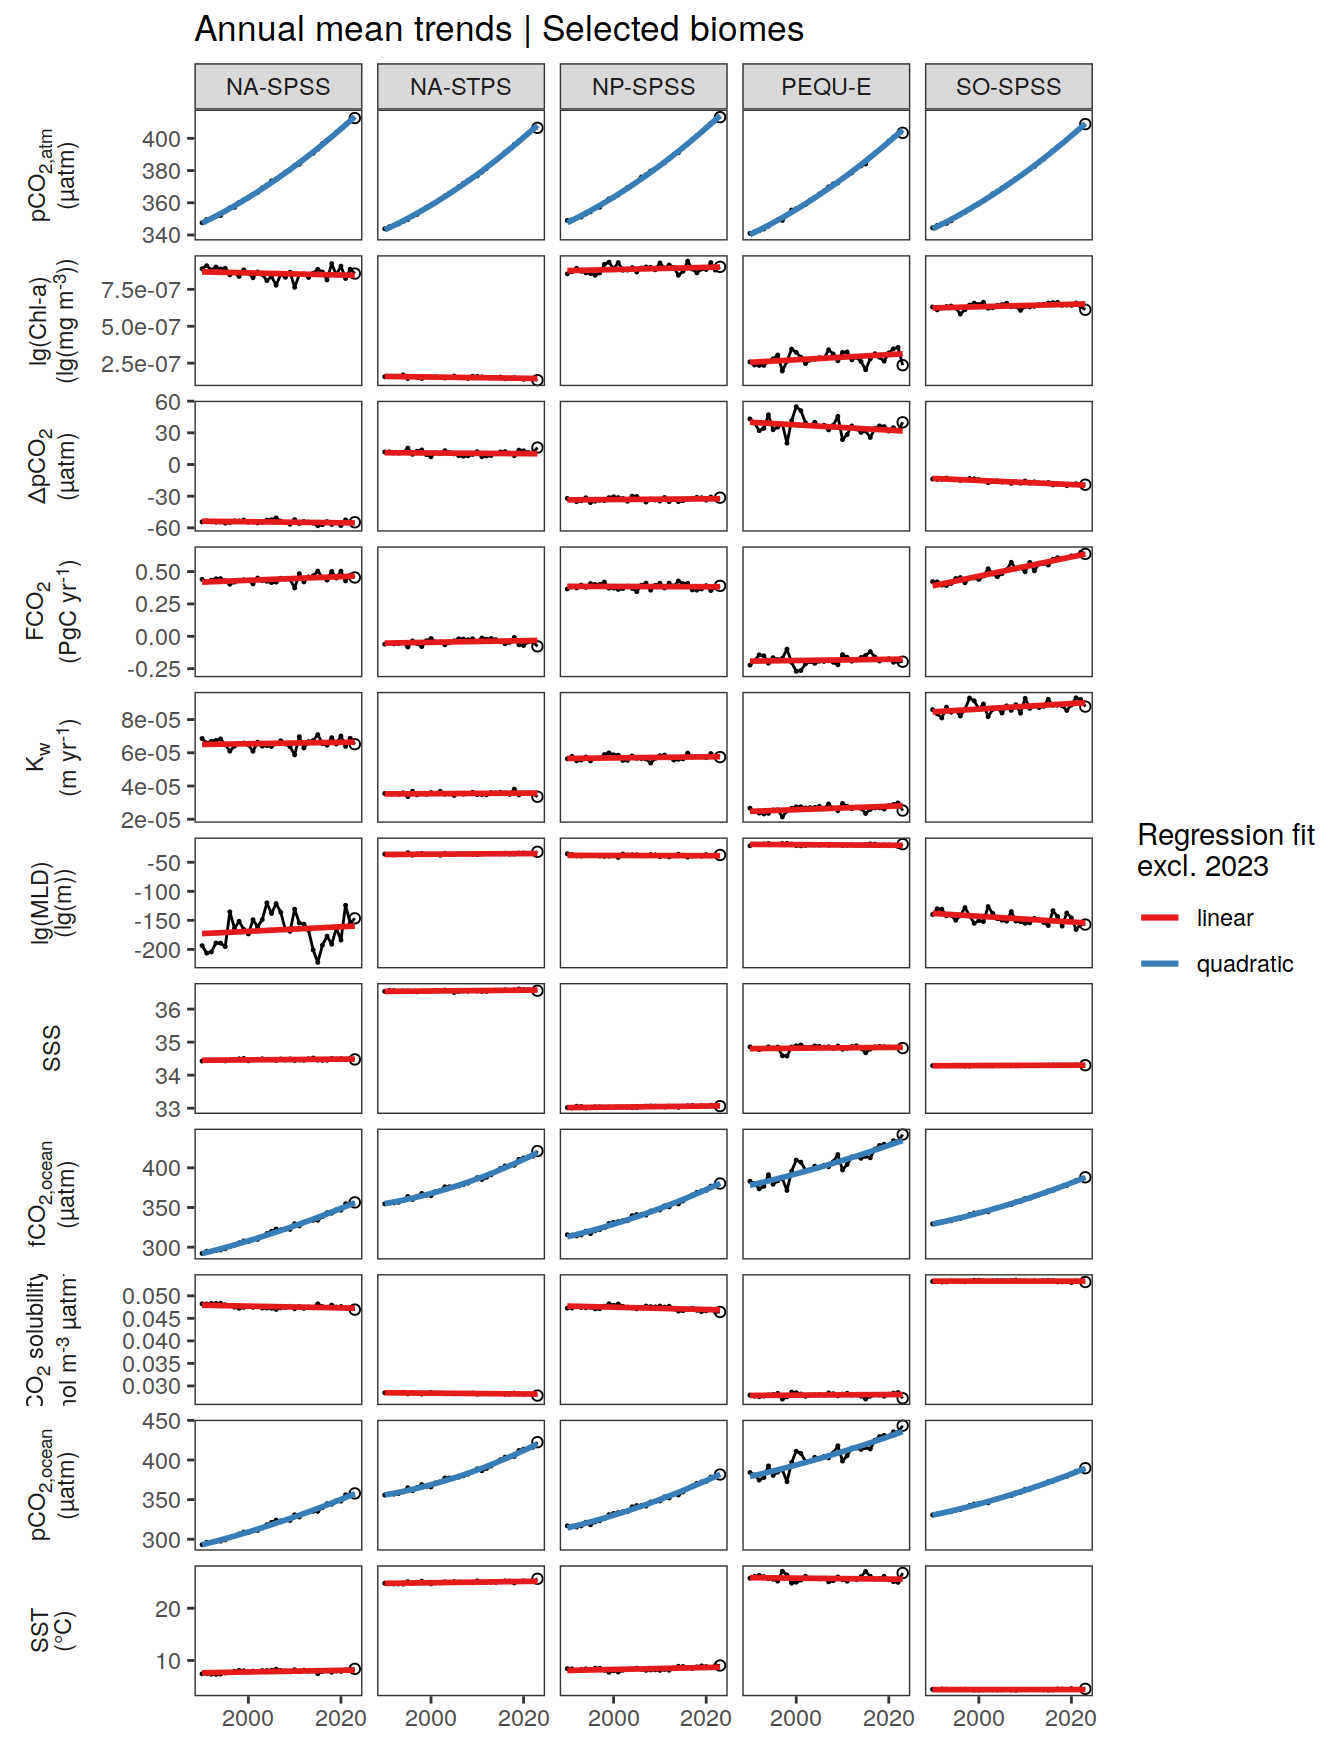 Annual mean trends | Selected biomes
NA-SPSS NA-STPS NP-SPSS PEQU-E SO-SPSS
pCO2,atm
(µatm)
400
380
360
340
lg(Chl-a)
(lg(mg m-3))
7.5e-07
5.0e-07
2.5e-07
ΔpCO2
(µatm)
60
30
0
-30
-60
FCO2
(PgC yr-1)
0.50
0.25
0.00
-0.25
Kw
(m yr-1)
8e-05
6e-05
4e-05
2e-05
lg(MLD)
(lg(m))
-50
-100
-150
-200
SSS
36
35
34
33
fCO2,ocean
(µatm)
400
350
300
CO2 solubility
nol m-3 µatm-
0.050
0.045
0.040
0.035
0.030
pCO2,ocean
(µatm)
450
400
350
300
SST
(°C)
20
10
2000 2020 2000 2020 2000 2020 2000 2020 2000 2020
Regression fit
excl. 2023
linear
quadratic